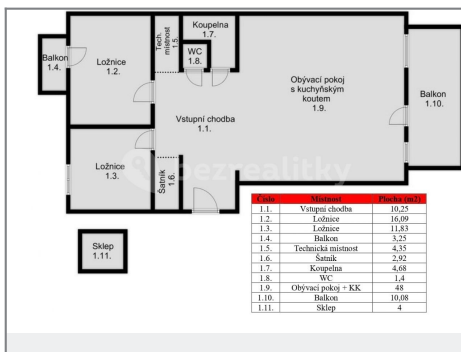 Koupelna
1.7.
Tech.
místnost
1.5.
WC
1.8.
Balkon
1.4.
Ložnice
1.2.
Obývací pokoj
s kuchyňským
koutem
1.9.
Balkon
1.10.
Vstupní chodba
1.1.
Ložnice
1.3.
Šatník
1.6.
bezrealitky
Sklep
1.11.
Číslo Místnost Plocha (m2)
1.1. Vstupní chodba 10,25
1.2. Ložnice 16,09
1.3. Ložnice 11,83
1.4. Balkon 3,25
1.5. Technická místnost 4,35
1.6. Šatník 2,92
1.7. Koupelna 4,68
1.8. WC 1,4
1.9. Obývací pokoj + KK 48
1.10. Balkon 10,08
1.11. Sklep 4